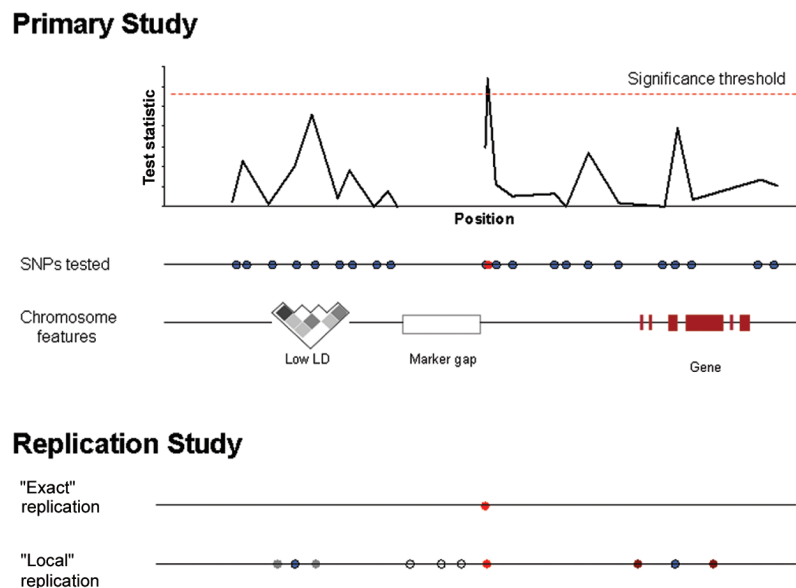 Primary Study
Significance threshold
Test statistic
Position
SNPs tested
Chromosome
features
Low LD
Marker gap
Gene
Replication Study
"Exact"
replication
"Local"
replication